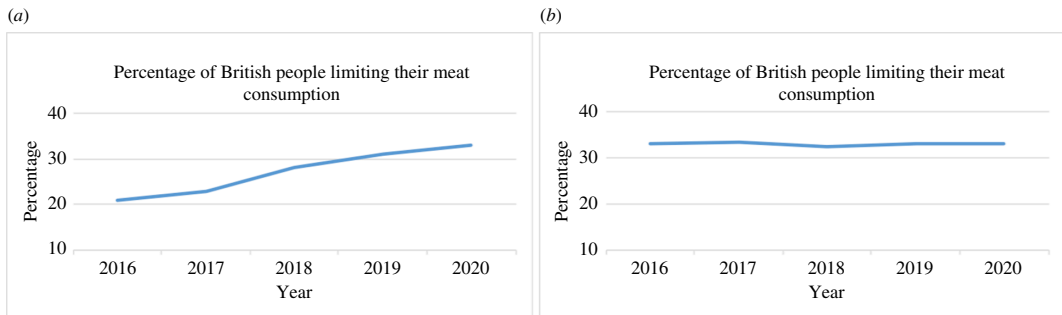 (a)
Percentage of British people limiting their meat
consumption
40
30
20
10
Percentage
2016 2017 2018 2019 2020
Year
(b)
Percentage of British people limiting their meat
consumption
40
30
20
10
Percentage
2016 2017 2018 2019 2020
Year